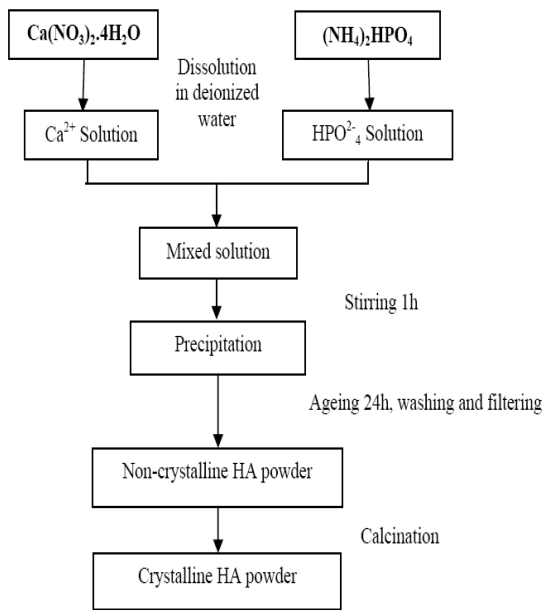 Ca(NO₃)₂.4H₂O
(NH₄)₂HPO₄
Dissolution
in deionized
water
Ca²⁺ Solution
HPO²⁻₄ Solution
Mixed solution
Stirring 1h
Precipitation
Ageing 24h, washing and filtering
Non-crystalline HA powder
Calcination
Crystalline HA powder